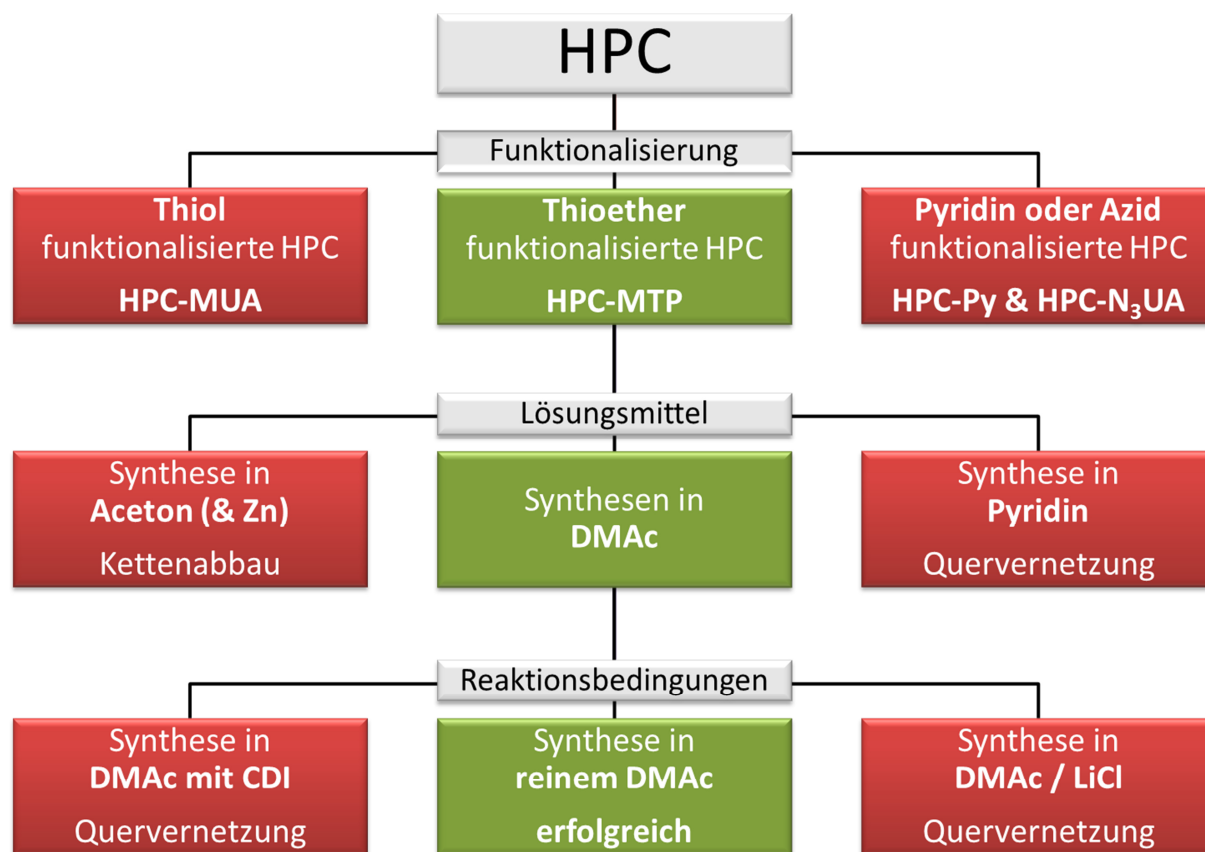 HPC
Funktionalisierung
Thiol
funktionalisierte HPC
HPC-MUA
Thioether
funktionalisierte HPC
HPC-MTP
Pyridin oder Azid
funktionalisierte HPC
HPC-Py & HPC-N₃UA
Lösungsmittel
Synthese in
Aceton (& Zn)
Kettenabbau
Synthesen in
DMAc
Synthese in
Pyridin
Quervernetzung
Reaktionsbedingungen
Synthese in
DMAc mit CDI
Quervernetzung
Synthese in
reinem DMAc
erfolgreich
Synthese in
DMAc / LiCl
Quervernetzung